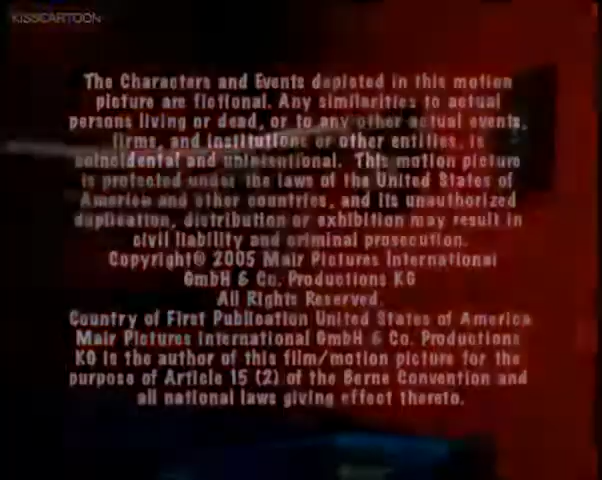 KISSCARTOON
The Characters and Events depicted in this motion
picture are fictional. Any similarities to actual
persons living or dead, or to any other actual events,
firms, and institutions or other entities, is
coincidental and unintentional. This motion picture
is protected under the laws of the United States of
America and other countries, and its unauthorized
duplication, distribution or exhibition may result in
civil liability and criminal prosecution.
Copyright® 2005 Mair Pictures International
GmbH & Co. Productions KG
All Rights Reserved.
Country of First Publication United States of America
Mair Pictures International GmbH & Co. Productions
KG is the author of this film/motion picture for the
purpose of Article 15 (2) of the Berne Convention and
all national laws giving effect thereto.